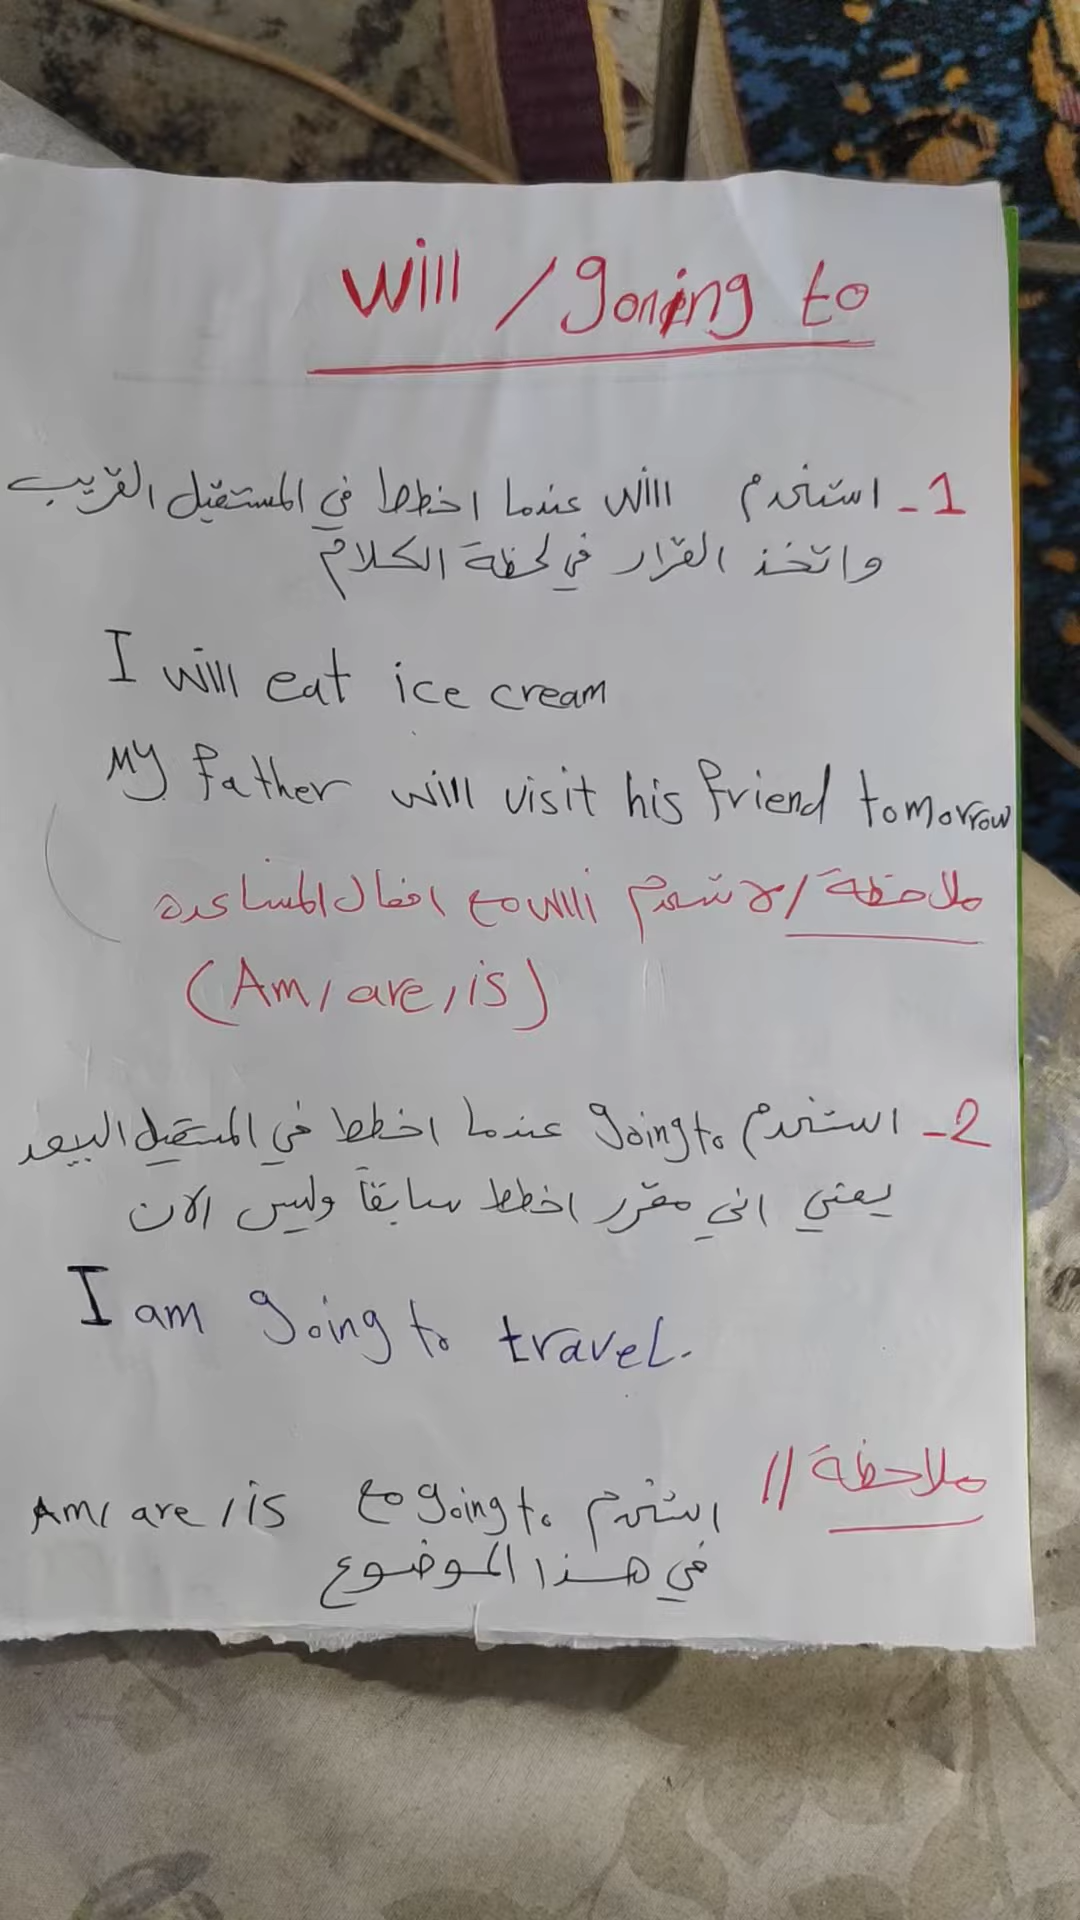 will / going to
1- استخدم will عندما اخطط في المستقبل القريب
واتخذ القرار في لحظة الكلام
I will eat ice cream
My father will visit his friend tomorrow
ملاحظة / لا تستخدم will مع افعال المساعدة
(Am, are, is)
2- استخدم going to عندما اخطط في المستقبل البعيد
يعني اني مقرر اخطط سابقاً وليس الان
I am going to travel.
ملاحظة // استخدم going to مع Am, are, is
في هذا الموضوع